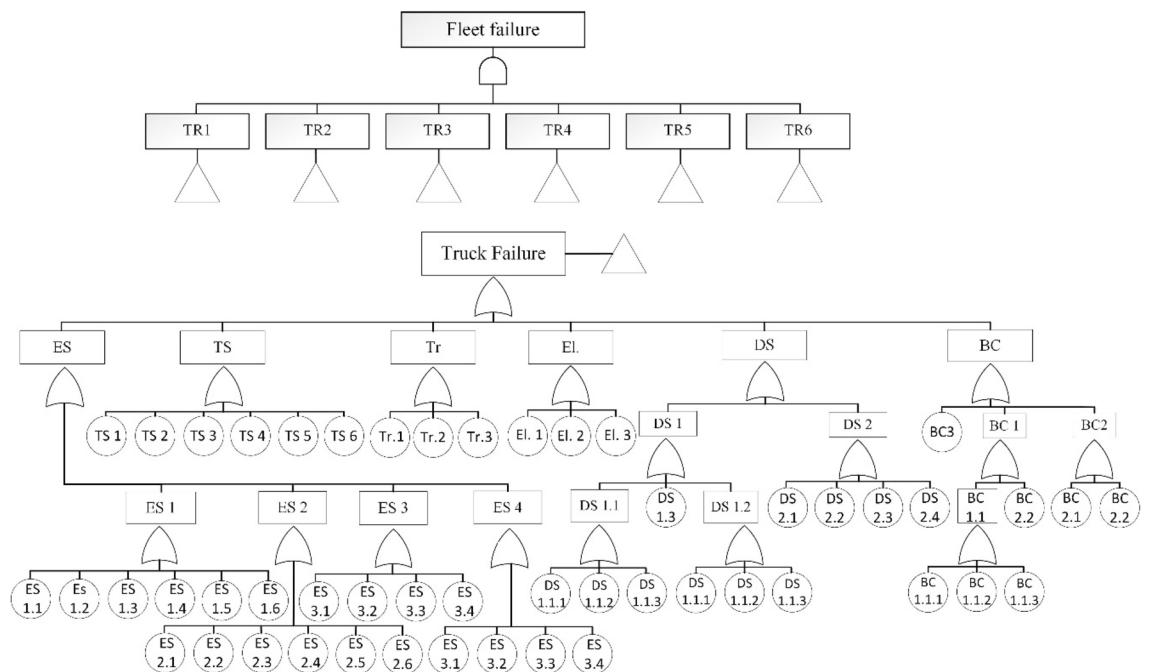 Fleet failure
TR1 TR2 TR3 TR4 TR5 TR6
Truck Failure
ES TS Tr El. DS BC
TS 1 TS 2 TS 3 TS 4 TS 5 TS 6 Tr.1 Tr.2 Tr.3 El. 1 El. 2 El. 3 DS 1 DS 2 BC3 BC 1 BC2
ES 1 ES 2 ES 3 ES 4 DS 1.1 DS
1.3 DS 1.2 DS
2.1 DS
2.2 DS
2.3 DS
2.4 BC
1.1 BC
2.2 BC
2.1 BC
2.2
ES
1.1 Es
1.2 ES
1.3 ES
1.4 ES
1.5 ES
1.6 ES
3.1 ES
3.2 ES
3.3 ES
3.4 DS
1.1.1 DS
1.1.2 DS
1.1.3 DS
1.1.1 DS
1.1.2 DS
1.1.3 BC
1.1.1 BC
1.1.2 BC
1.1.3
ES
2.1 ES
2.2 ES
2.3 ES
2.4 ES
2.5 ES
2.6 ES
3.1 ES
3.2 ES
3.3 ES
3.4